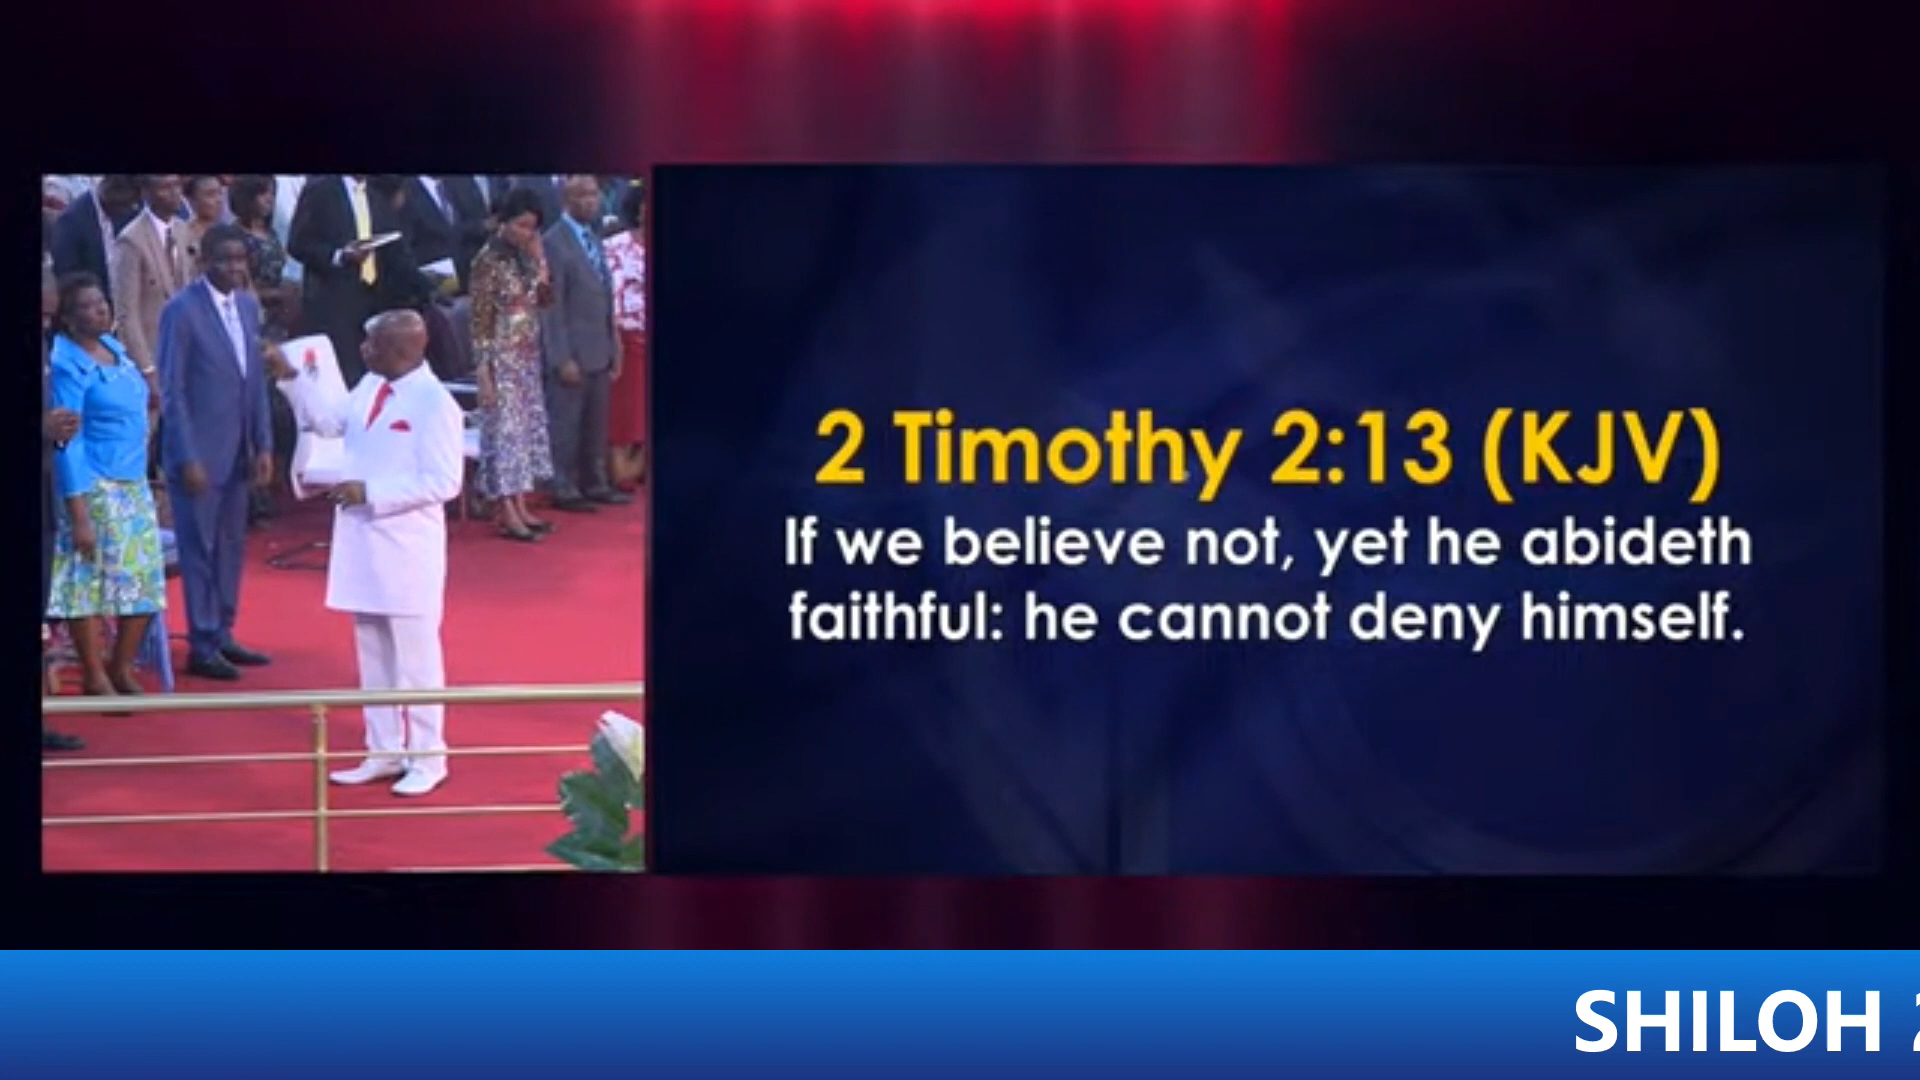 2 Timothy 2:13 (KJV)
If we believe not, yet he abideth
faithful: he cannot deny himself.
SHILOH